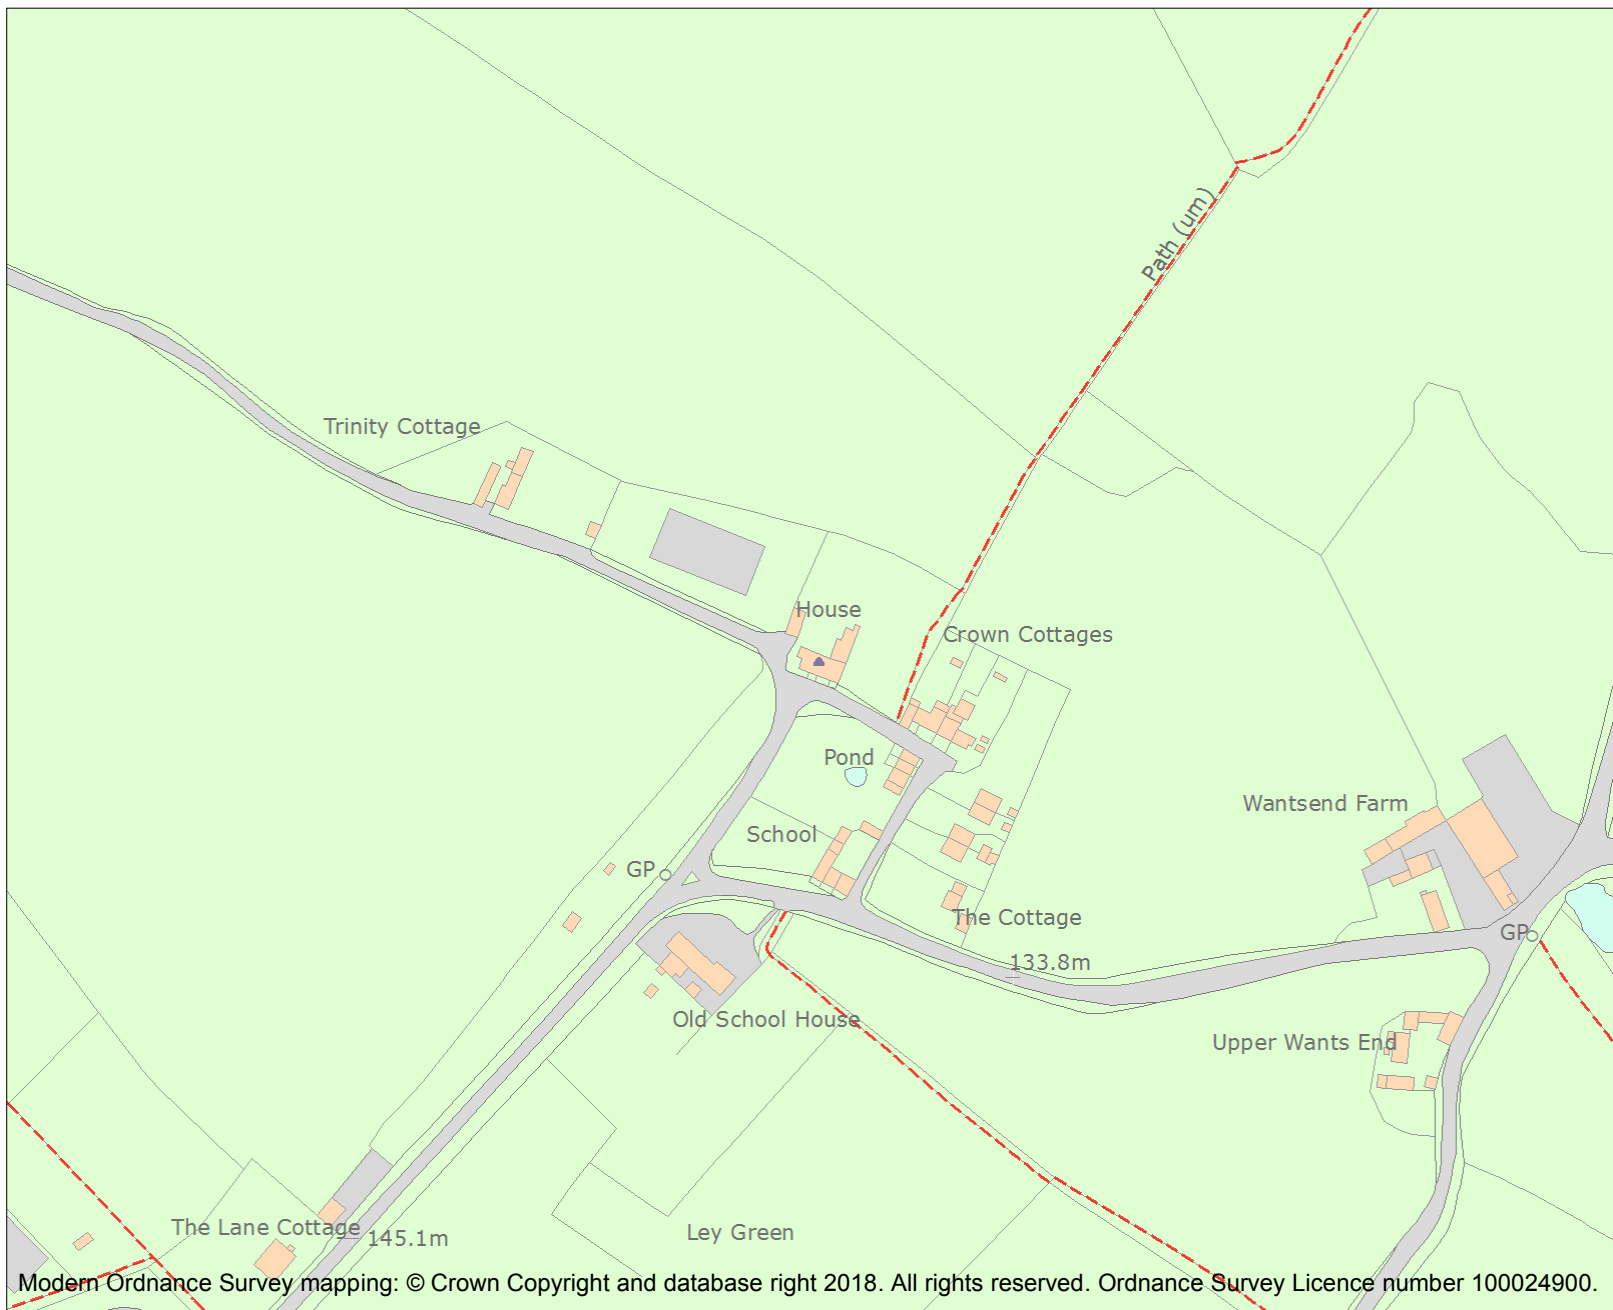 Path (um)
Trinity Cottage
House
Crown Cottages
Pond
Wantsend Farm
School
GP
The Cottage
GP
133.8m
Old School House
Upper Wants End
The Lane Cottage
145.1m
Ley Green
Modern Ordnance Survey mapping: © Crown Copyright and database right 2018. All rights reserved. Ordnance Survey Licence number 100024900.